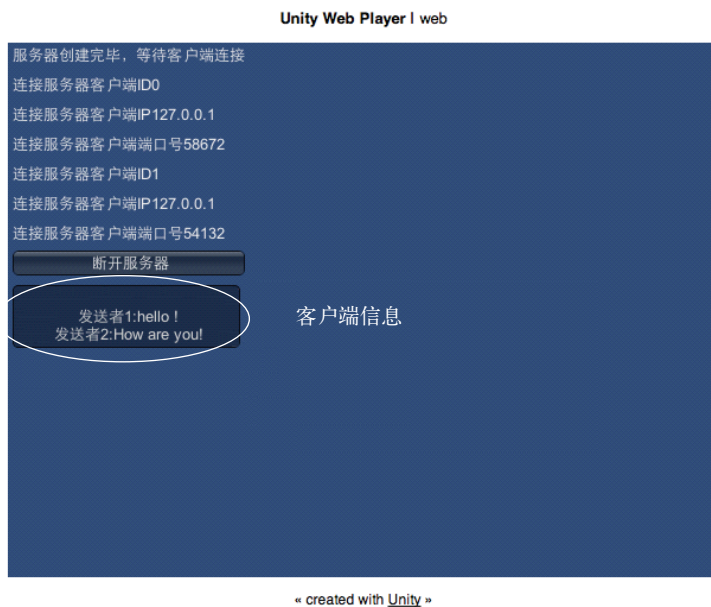 Unity Web Player | web
服务器创建完毕，等待客户端连接
连接服务器客户端ID0
连接服务器客户端IP127.0.0.1
连接服务器客户端端口号58672
连接服务器客户端ID1
连接服务器客户端IP127.0.0.1
连接服务器客户端端口号54132
断开服务器
发送者1:hello！
发送者2:How are you!
客户端信息
« created with Unity »